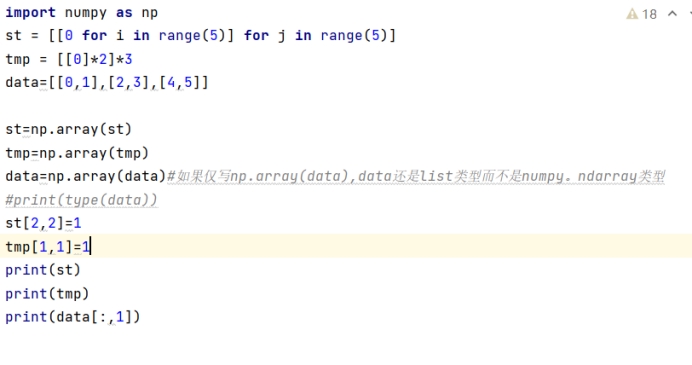 import numpy as np
18
st = [[0 for i in range(5)] for j in range(5)]
tmp = [[0]*2]*3
data=[[0,1],[2,3],[4,5]]
st=np.array(st)
tmp=np.array(tmp)
data=np.array(data)#如果仅写np.array(data),data还是list类型而不是numpy。ndarray类型
#print(type(data))
st[2,2]=1
tmp[1,1]=1
print(st)
print(tmp)
print(data[:,1])